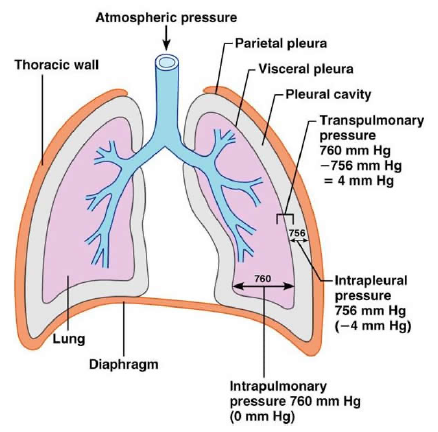 Atmospheric pressure
Thoracic wall
Parietal pleura
Visceral pleura
Pleural cavity
Transpulmonary
pressure
760 mm Hg
−756 mm Hg
= 4 mm Hg
756
760
Intrapleural
pressure
756 mm Hg
(−4 mm Hg)
Lung
Diaphragm
Intrapulmonary
pressure 760 mm Hg
(0 mm Hg)